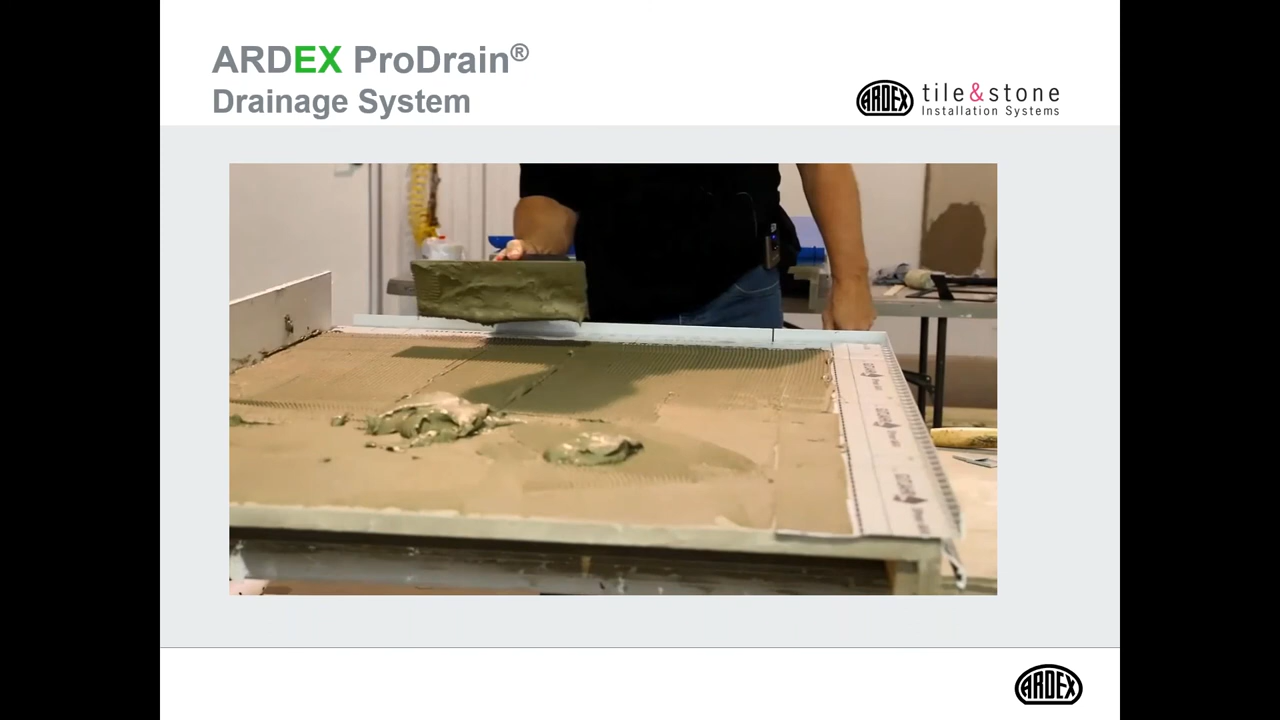 ARDEX ProDrain®
Drainage System
ARDEX
tile&stone
Installation Systems
ARDEX